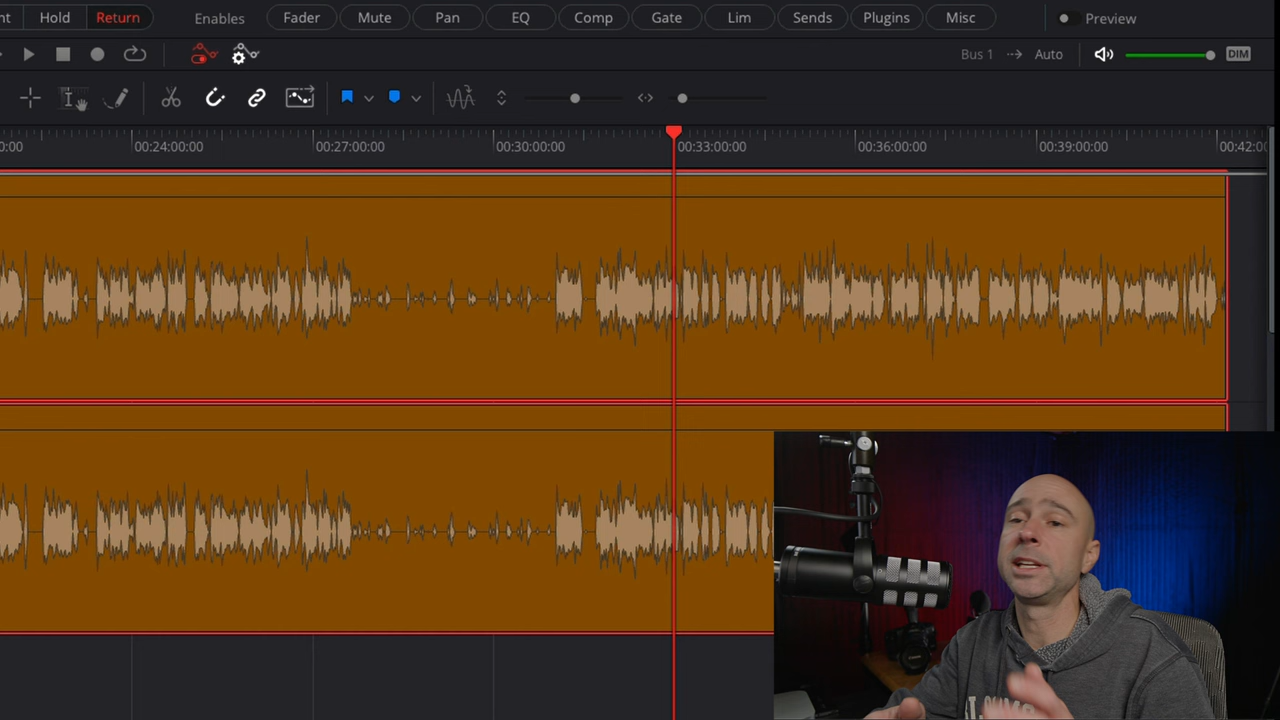 nt Hold Return Enables Fader Mute Pan EQ Comp Gate Lim Sends Plugins Misc Preview
Bus 1 Auto DIM
0:00 00:24:00:00 00:27:00:00 00:30:00:00 00:33:00:00 00:36:00:00 00:39:00:00 00:42:00